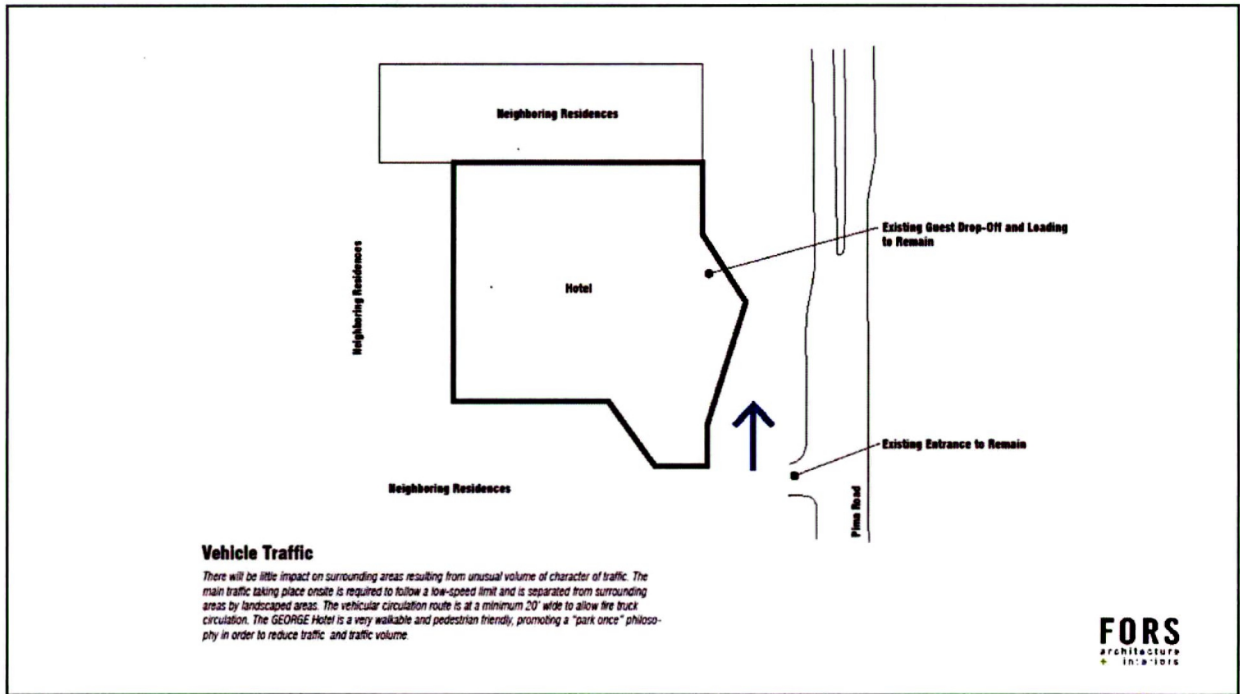 Neighboring Residences
Existing Guest Drop-Off and Loading
to Remain
Neighboring Residences
Hotel
Existing Entrance to Remain
Neighboring Residences
Pima Road
Vehicle Traffic
There will be little impact on surrounding areas resulting from unusual volume of character of traffic. The
main traffic taking place onsite is required to follow a low-speed limit and is separated from surrounding
areas by landscaped areas. The vehicular circulation route is at a minimum 20' wide to allow fire truck
circulation. The GEORGE Hotel is a very walkable and pedestrian friendly, promoting a "park once" philoso-
phy in order to reduce traffic and traffic volume.
FORS
architecture
+ interiors